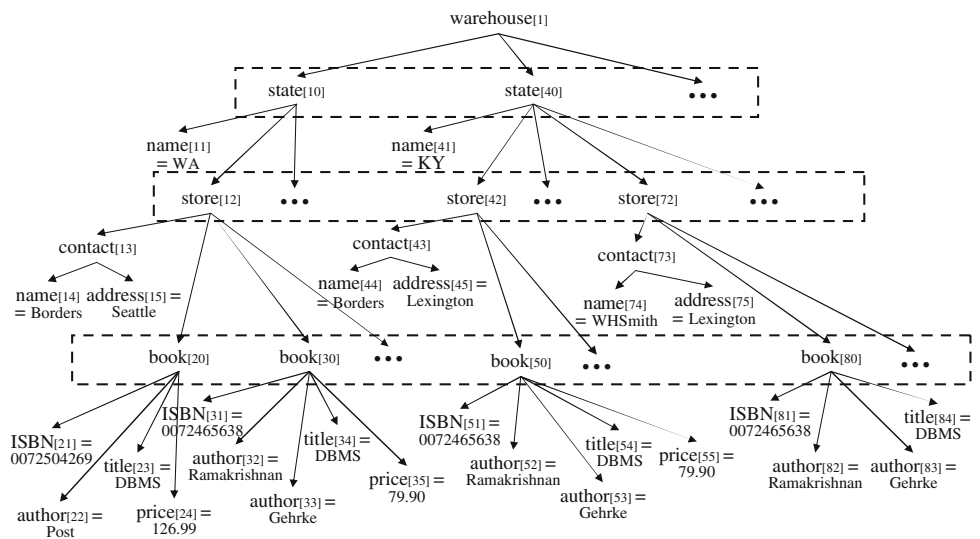 warehouse[1]
state[10] state[40] •••
name[11] name[41]
= WA = KY
store[12] ••• store[42] ••• store[72] •••
contact[13] contact[43] contact[73]
name[14] address[15] = name[44] address[45] = name[74] address[75]
= Borders Seattle = Borders Lexington = WHSmith = Lexington
book[20] book[30] ••• book[50] ••• book[80] •••
ISBN[21] = ISBN[31] = ISBN[51] = ISBN[81] = title[84] =
0072504269 0072465638 0072465638 0072465638 DBMS
title[23] = author[32] = title[34] = author[52] = title[54] = price[55] = author[82] = author[83] =
DBMS Ramakrishnan DBMS Ramakrishnan DBMS 79.90 Ramakrishnan Gehrke
author[22] = price[24] = author[33] = price[35] = author[53] =
Post 126.99 Gehrke 79.90 Gehrke